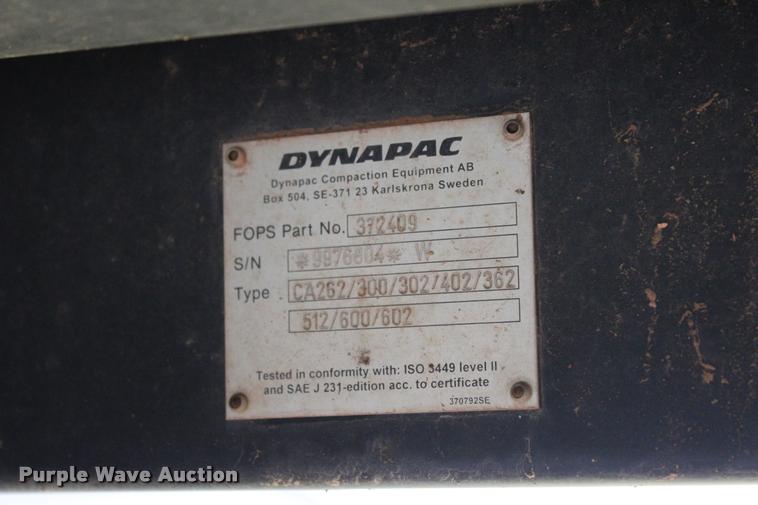 DYNAPAC
Dynapac Compaction Equipment AB
Box 504, SE-371 23 Karlskrona Sweden
FOPS Part No. 372409
S/N *9976604* W
Type . CA262/300/302/402/362
512/600/602
Tested in conformity with: ISO 3449 level II
and SAE J 231-edition acc. to certificate
370792SE
Purple Wave Auction